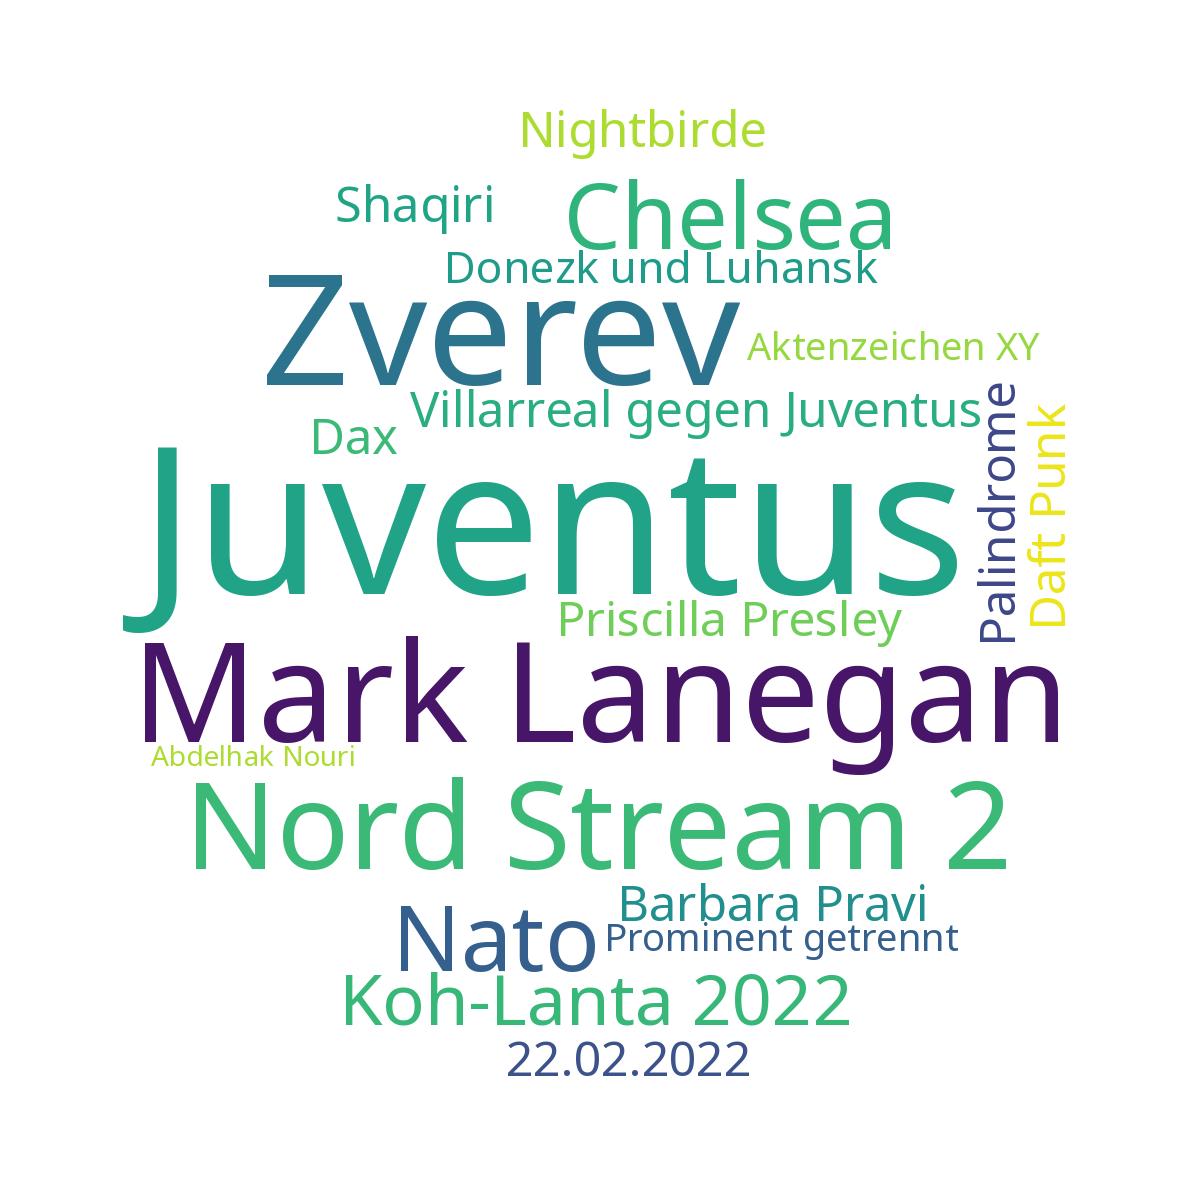 Nightbirde
Shaqiri
Chelsea
Donezk und Luhansk
Zverev
Aktenzeichen XY
Villarreal gegen Juventus
Dax
Palindrome
Daft Punk
Juventus
Priscilla Presley
Mark Lanegan
Abdelhak Nouri
Nord Stream 2
Barbara Pravi
Nato
Prominent getrennt
Koh-Lanta 2022
22.02.2022